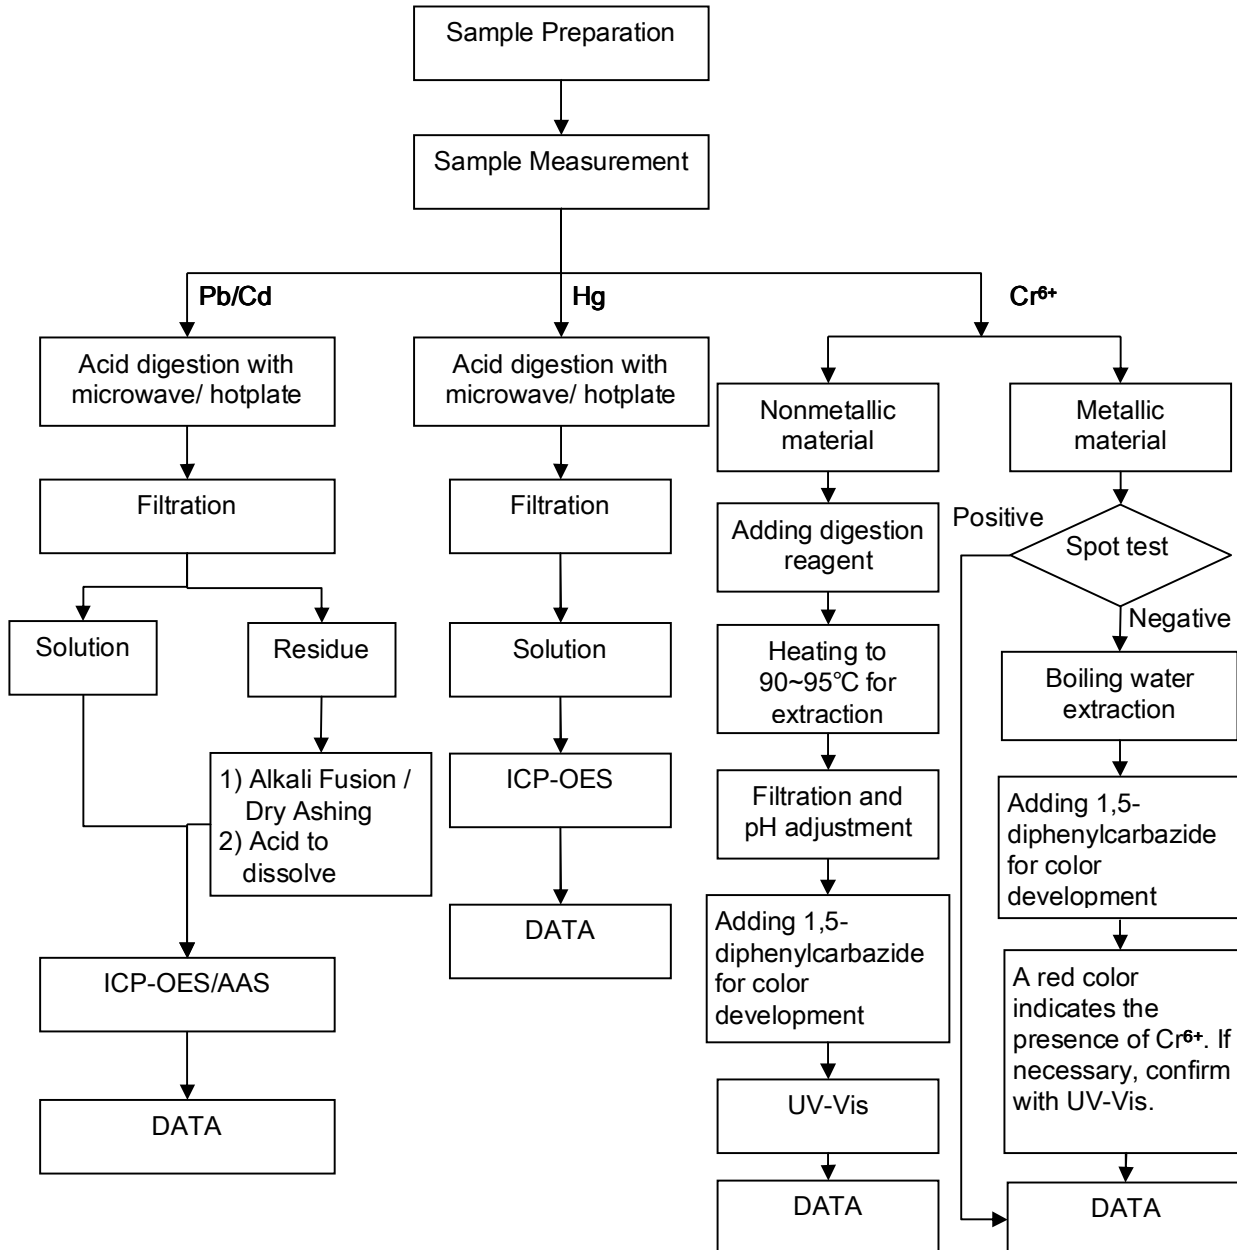 Sample Preparation
Sample Measurement
Pb/Cd
Hg
Cr⁶⁺
Acid digestion with
microwave/ hotplate
Filtration
Solution
Residue
1) Alkali Fusion /
Dry Ashing
2) Acid to
dissolve
ICP-OES/AAS
DATA
Acid digestion with
microwave/ hotplate
Filtration
Solution
ICP-OES
DATA
Nonmetallic
material
Adding digestion
reagent
Heating to
90~95℃ for
extraction
Filtration and
pH adjustment
Adding 1,5-
diphenylcarbazide
for color
development
UV-Vis
DATA
Metallic
material
Positive
Spot test
Negative
Boiling water
extraction
Adding 1,5-
diphenylcarbazide
for color
development
A red color
indicates the
presence of Cr⁶⁺. If
necessary, confirm
with UV-Vis.
DATA